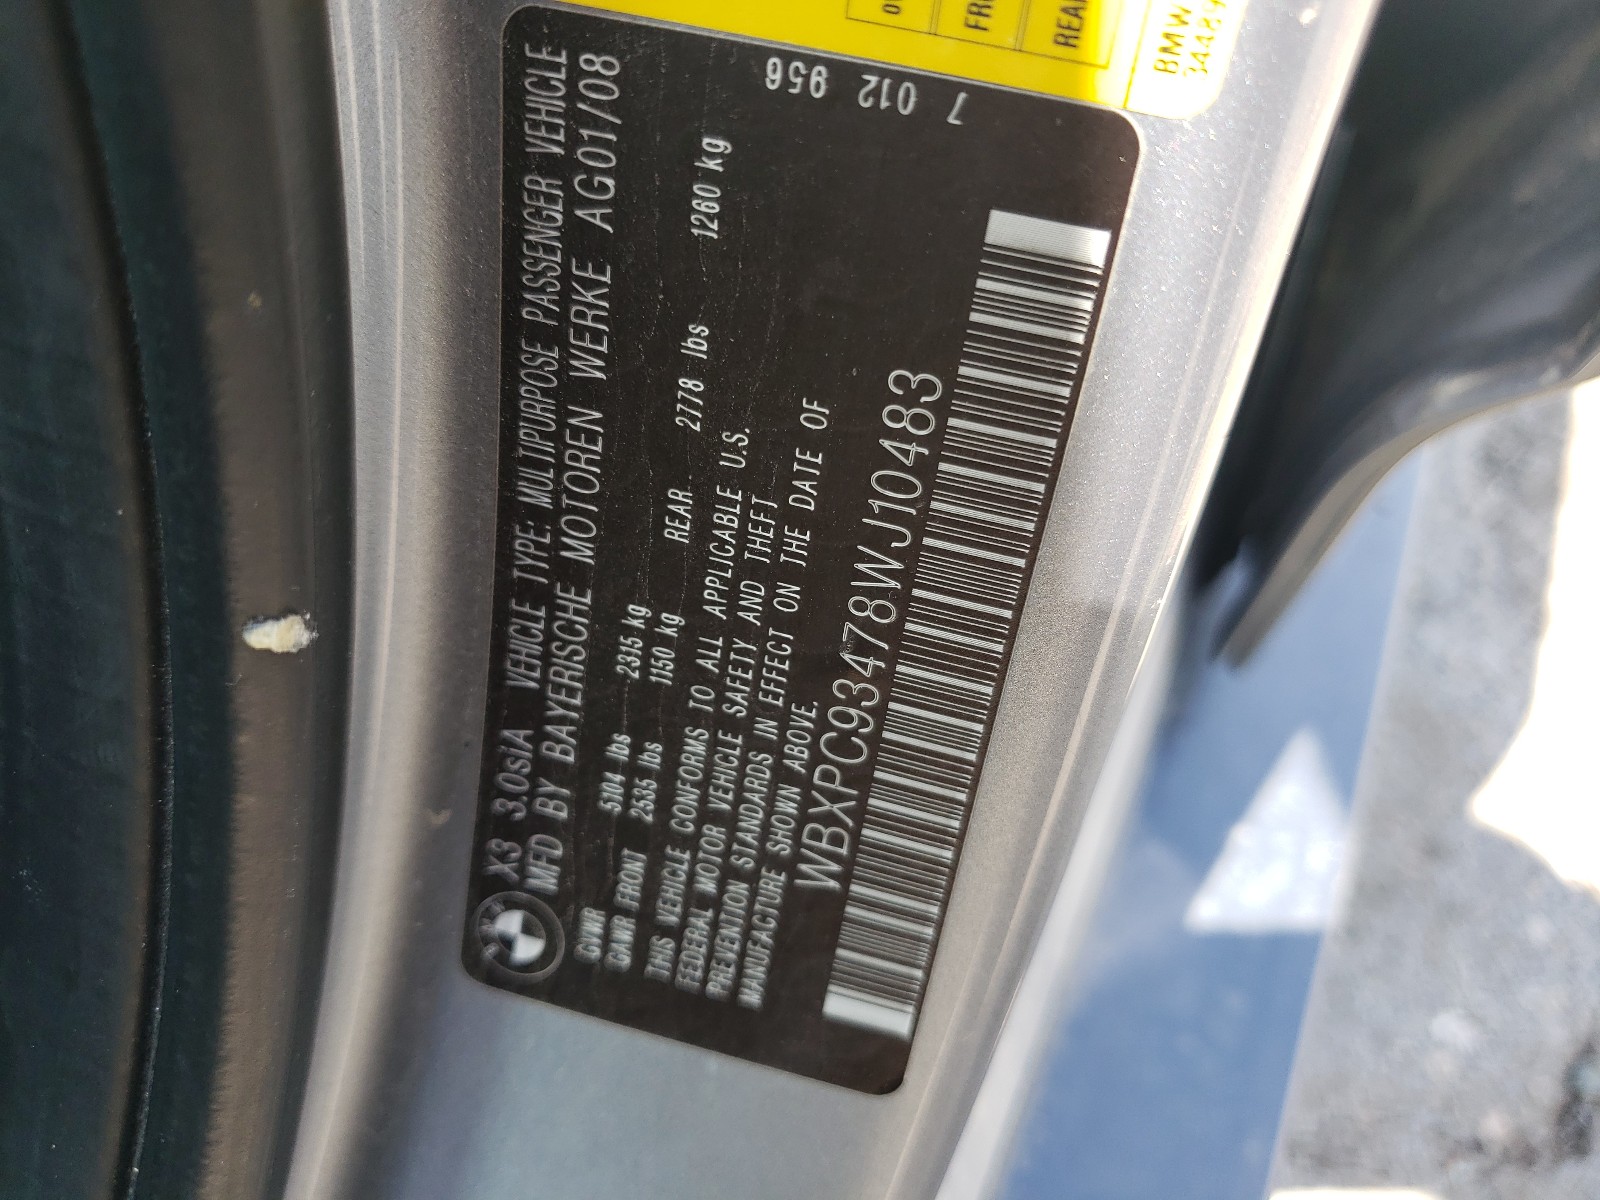 X3 3.0siA VEHICLE TYPE: MULTIPURPOSE PASSENGER VEHICLE
MFD BY BAYERISCHE MOTOREN WERKE AG01/08
GVWR 5104 lbs 2315 kg
GAWR FRONT 2535 lbs 1150 kg REAR 2778 lbs 1260 kg
THIS VEHICLE CONFORMS TO ALL APPLICABLE U.S.
FEDERAL MOTOR VEHICLE SAFETY AND THEFT
PREVENTION STANDARDS IN EFFECT ON THE DATE OF
MANUFACTURE SHOWN ABOVE.
WBXPC93478WJ10483
7 012 956
FRO
REAR
BMW